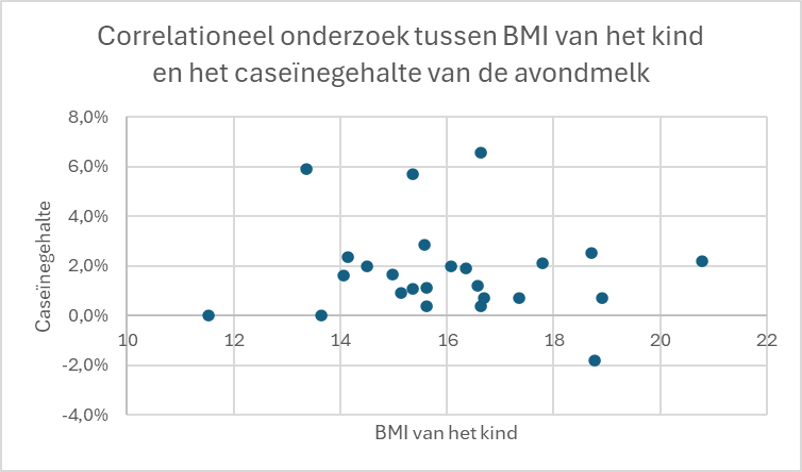 Correlationeel onderzoek tussen BMI van het kind
en het caseïnegehalte van de avondmelk
8,0%
6,0%
4,0%
2,0%
0,0%
-2,0%
-4,0%
Caseïnegehalte
10 12 14 16 18 20 22
BMI van het kind